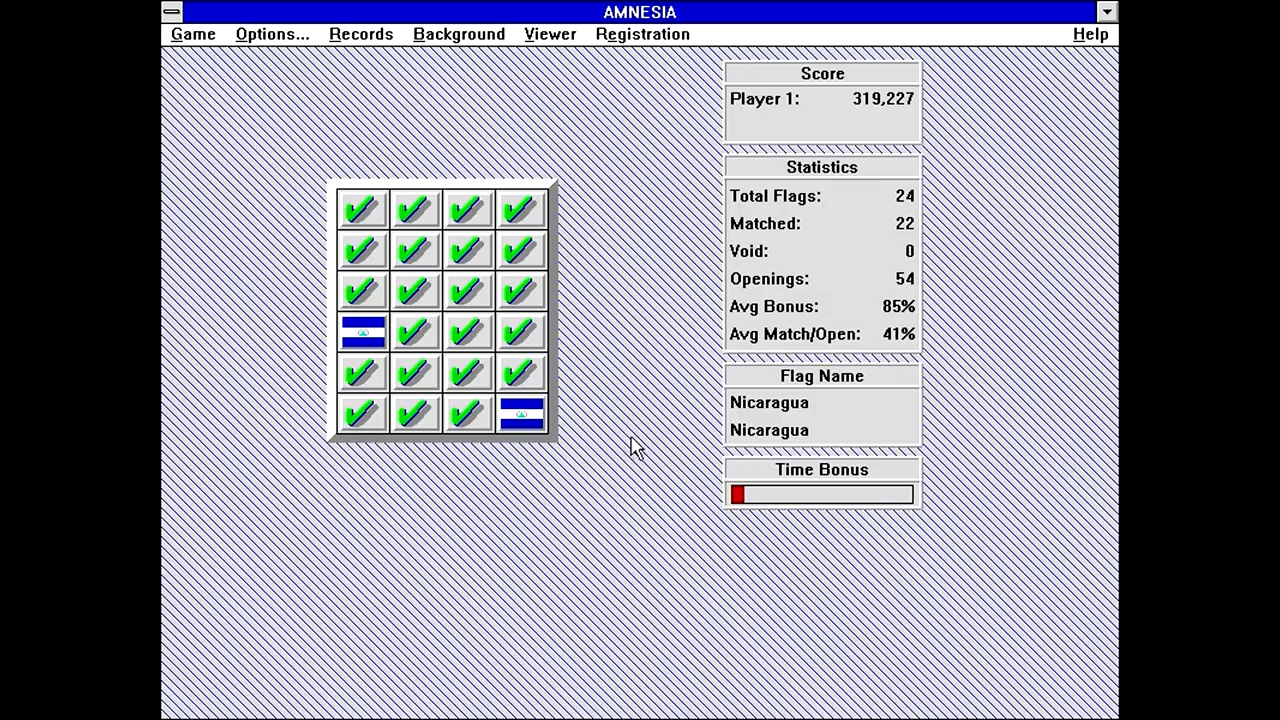 AMNESIA
Game Options... Records Background Viewer Registration Help
Score
Player 1: 319,227
Statistics
Total Flags: 24
Matched: 22
Void: 0
Openings: 54
Avg Bonus: 85%
Avg Match/Open: 41%
Flag Name
Nicaragua
Nicaragua
Time Bonus